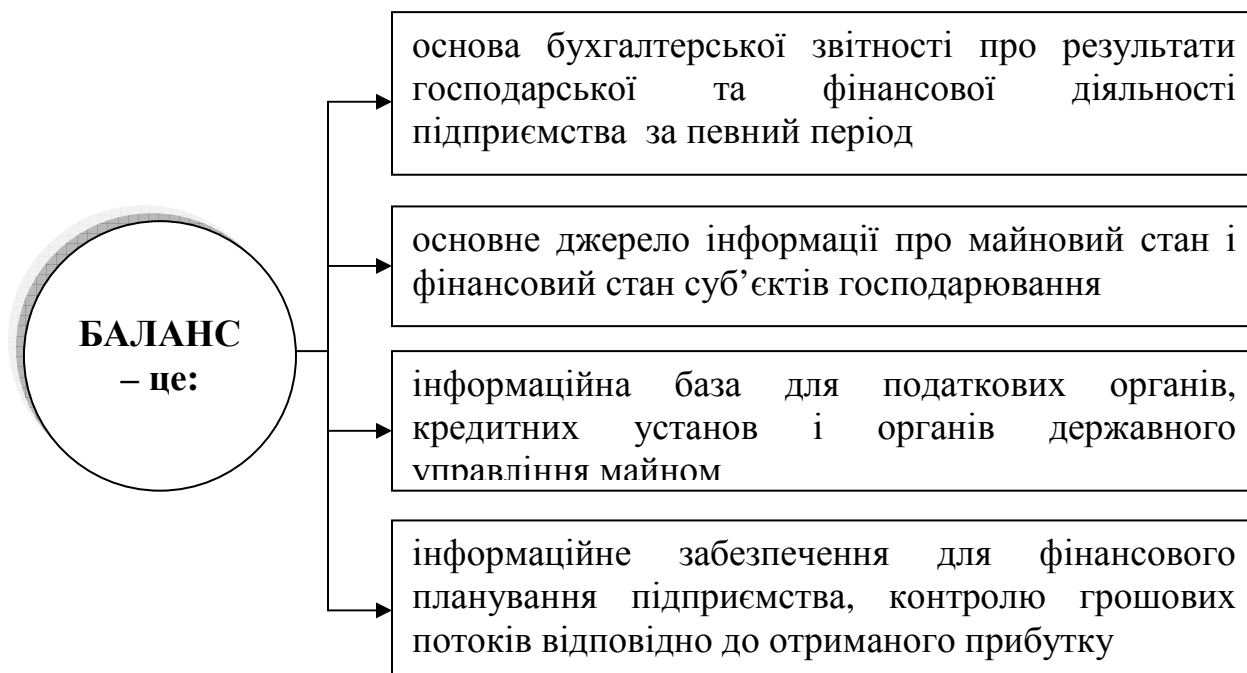 БАЛАНС
– це:
основа бухгалтерської звітності про результати
господарської та фінансової діяльності
підприємства за певний період
основне джерело інформації про майновий стан і
фінансовий стан суб’єктів господарювання
інформаційна база для податкових органів,
кредитних установ і органів державного
управління майном
інформаційне забезпечення для фінансового
планування підприємства, контролю грошових
потоків відповідно до отриманого прибутку